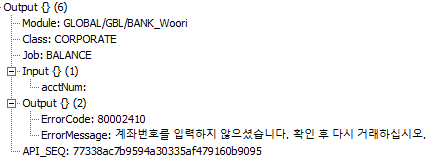 Output {} (6)
Module: GLOBAL/GBL/BANK_Woori
Class: CORPORATE
Job: BALANCE
Input {} (1)
acctNum:
Output {} (2)
ErrorCode: 80002410
ErrorMessage: 계좌번호를 입력하지 않으셨습니다. 확인 후 다시 거래하십시오.
API_SEQ: 77338ac7b9594a30335af479160b9095